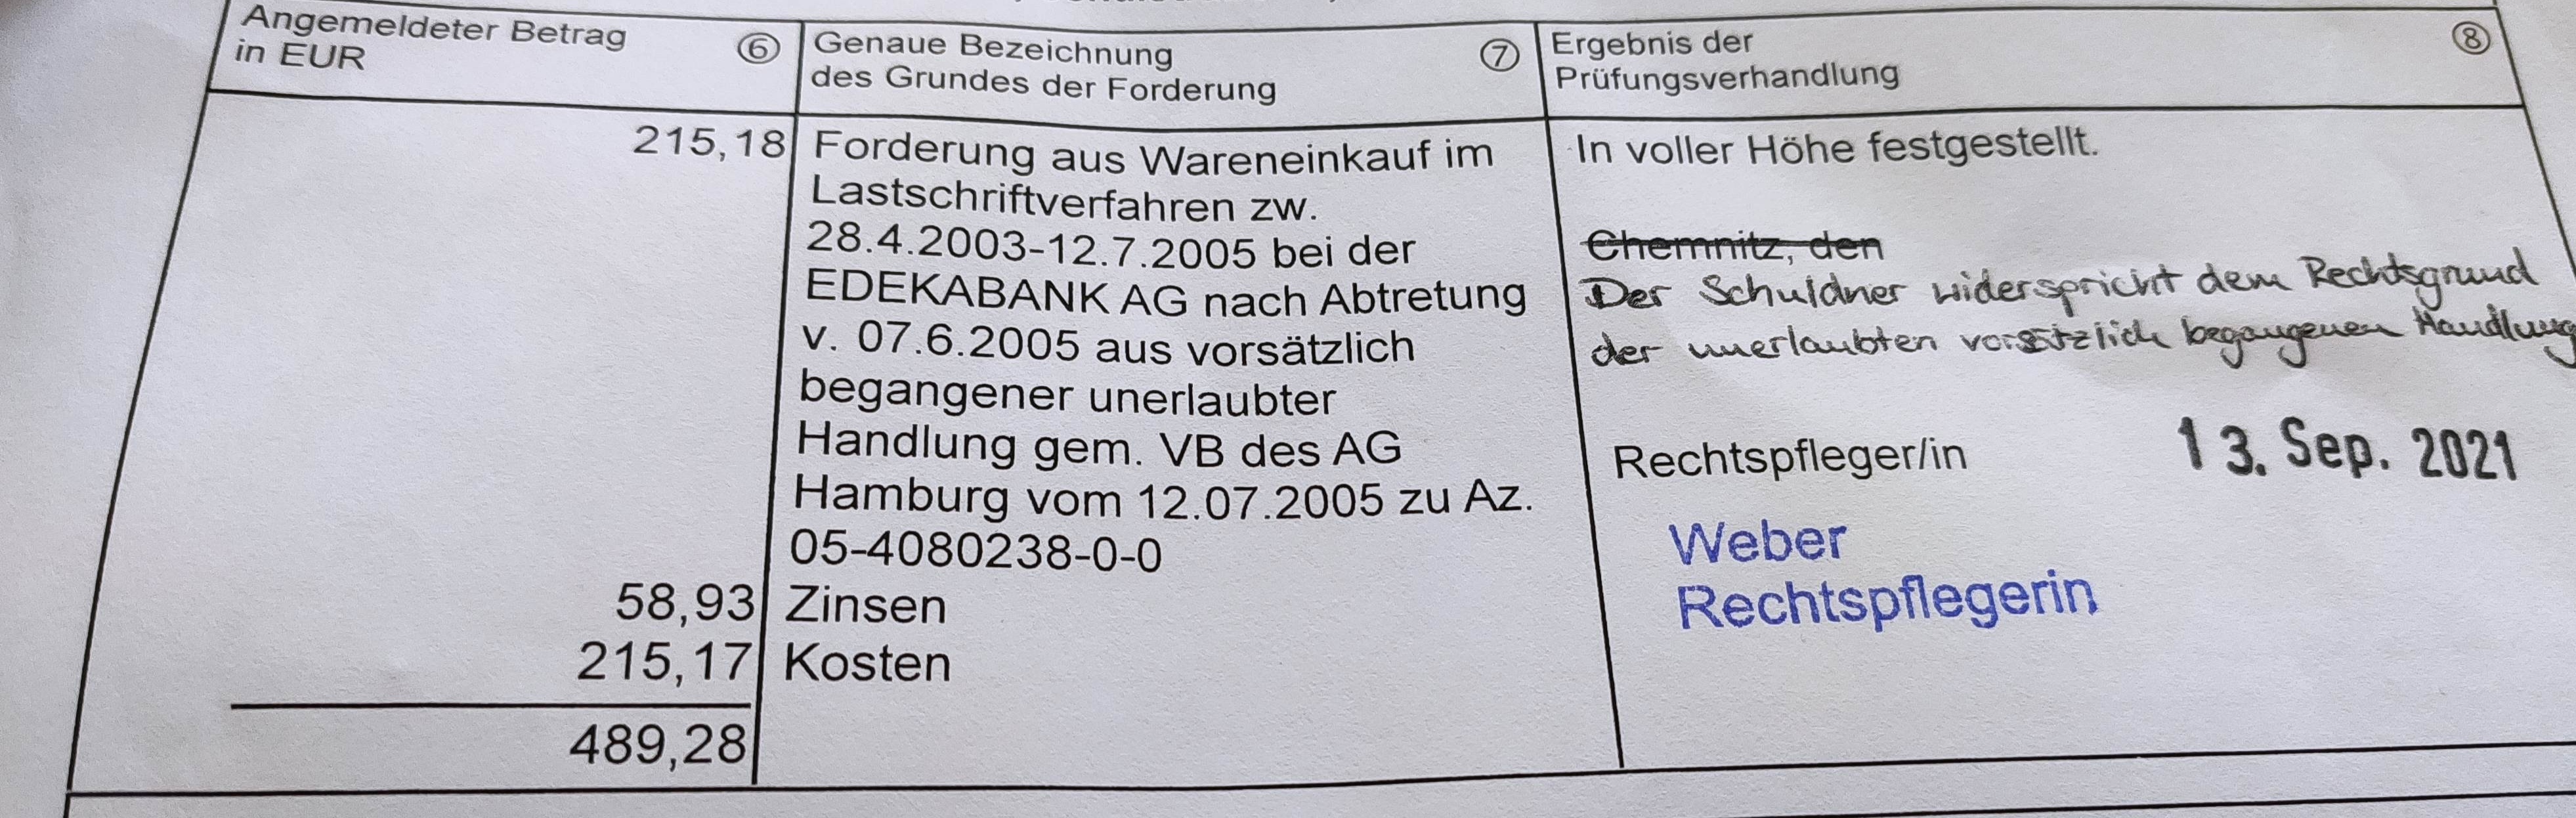 Angemeldeter Betrag
in EUR
⑥
Genaue Bezeichnung
des Grundes der Forderung
⑦
Ergebnis der
Prüfungsverhandlung
⑧
215,18
Forderung aus Wareneinkauf im
Lastschriftverfahren zw.
28.4.2003-12.7.2005 bei der
EDEKABANK AG nach Abtretung
v. 07.6.2005 aus vorsätzlich
begangener unerlaubter
Handlung gem. VB des AG
Hamburg vom 12.07.2005 zu Az.
05-4080238-0-0
58,93 Zinsen
215,17 Kosten
489,28
In voller Höhe festgestellt.
Chemnitz, den
Der Schuldner widerspricht dem Rechtsgrund
der unerlaubten vorsätzlich begangenen Handlung
Rechtspfleger/in
13. Sep. 2021
Weber
Rechtspflegerin